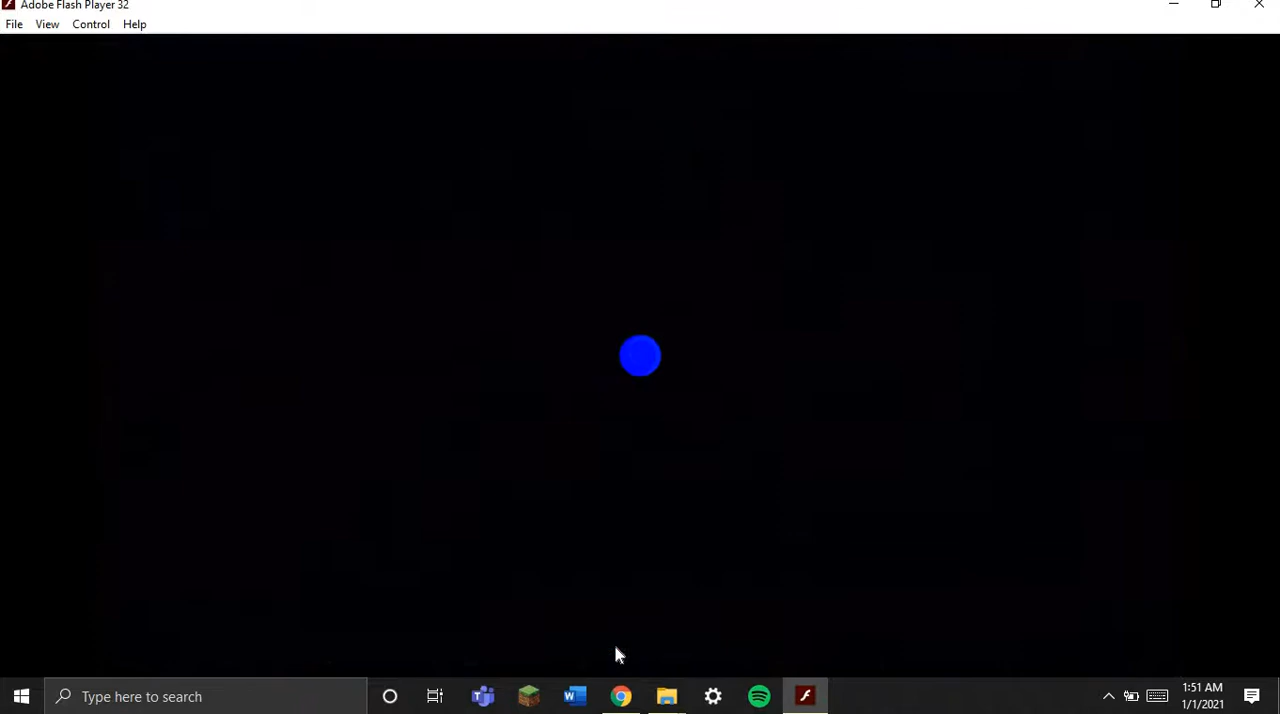 Adobe Flash Player 32
File View Control Help
Type here to search
1:51 AM
1/1/2021